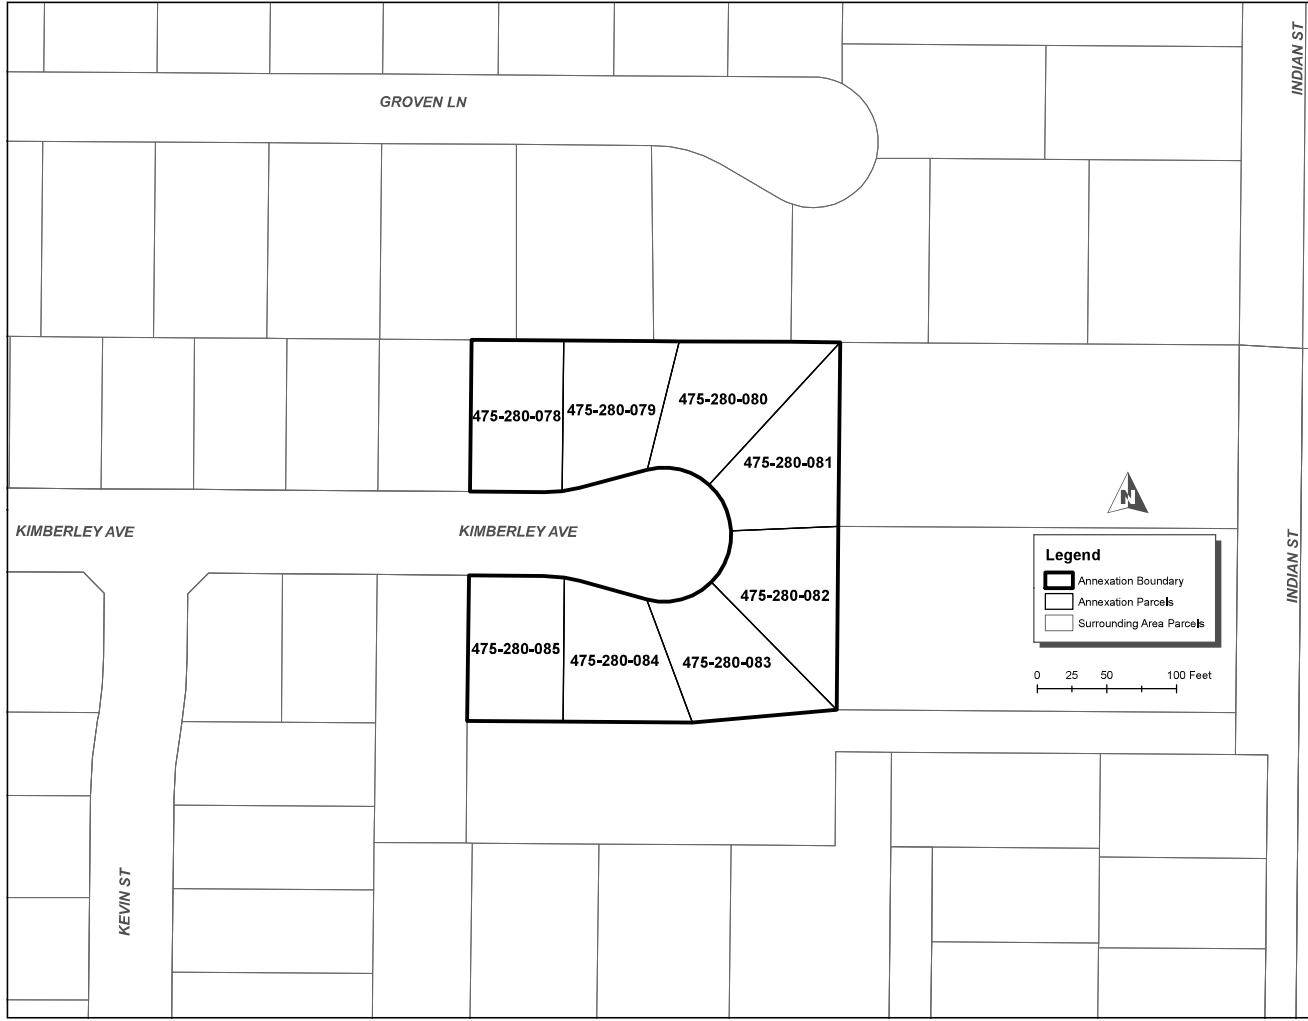 INDIAN ST
GROVEN LN
475-280-080
475-280-079
475-280-078
475-280-081
N
KIMBERLEY AVE
KIMBERLEY AVE
INDIAN ST
Legend
Annexation Boundary
Annexation Parcels
Surrounding Area Parcels
475-280-082
475-280-085
475-280-084
475-280-083
0 25 50 100 Feet
KEVIN ST